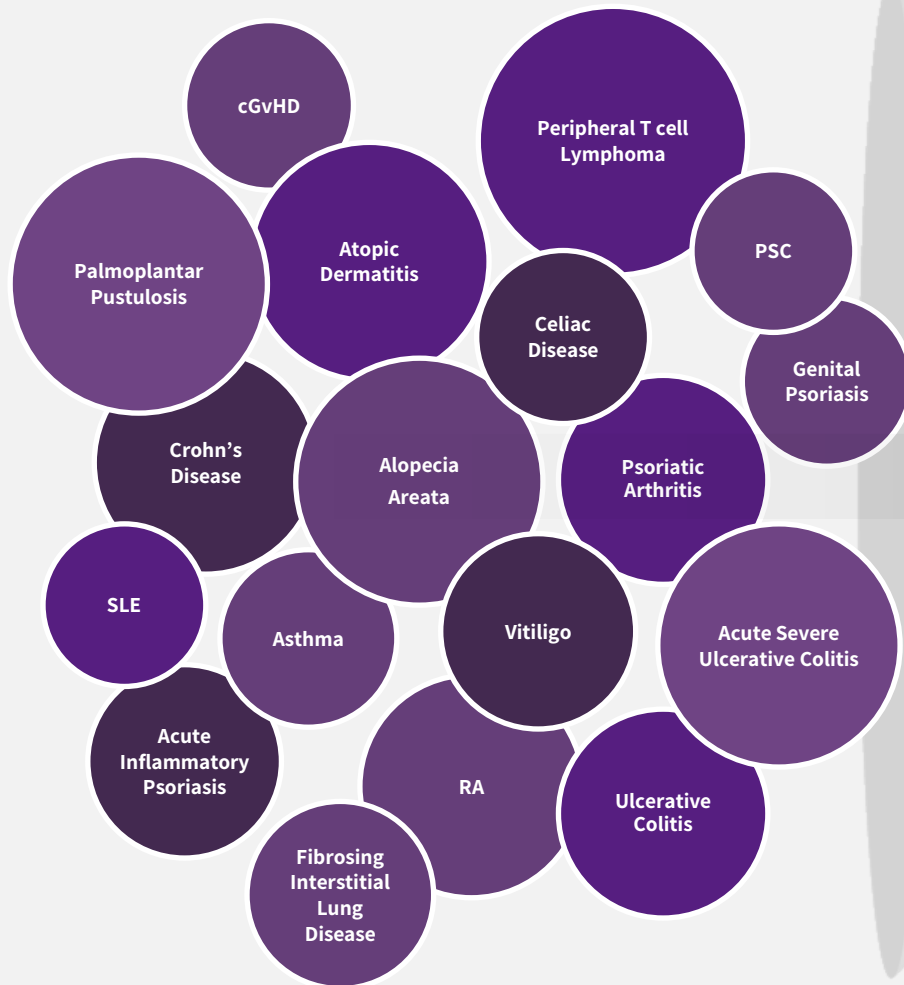 cGvHD
Peripheral T cell
Lymphoma
Atopic
Dermatitis
PSC
Palmoplantar
Pustulosis
Celiac
Disease
Genital
Psoriasis
Crohn’s
Disease
Alopecia
Areata
Psoriatic
Arthritis
SLE
Asthma
Vitiligo
Acute Severe
Ulcerative Colitis
Acute
Inflammatory
Psoriasis
RA
Ulcerative
Colitis
Fibrosing
Interstitial
Lung
Disease